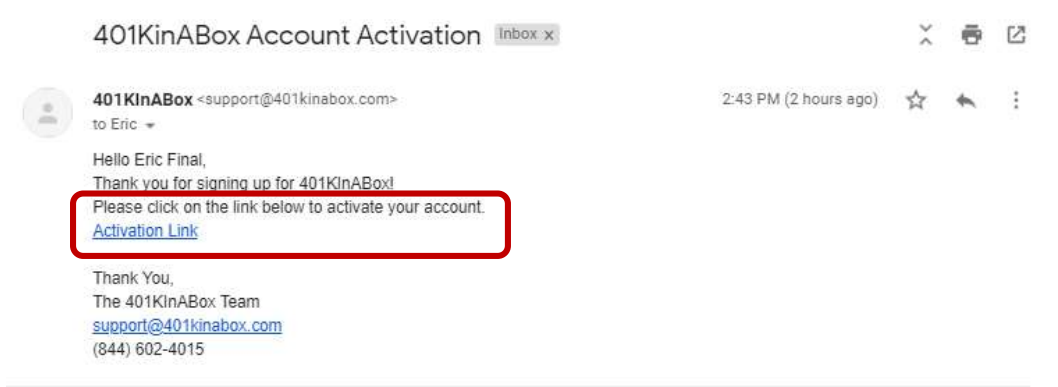 401KinABox Account Activation Inbox x
401KInABox <support@401kinabox.com> 2:43 PM (2 hours ago)
to Eric
Hello Eric Final,
Thank you for signing up for 401KInABox!
Please click on the link below to activate your account.
Activation Link
Thank You,
The 401KInABox Team
support@401kinabox.com
(844) 602-4015